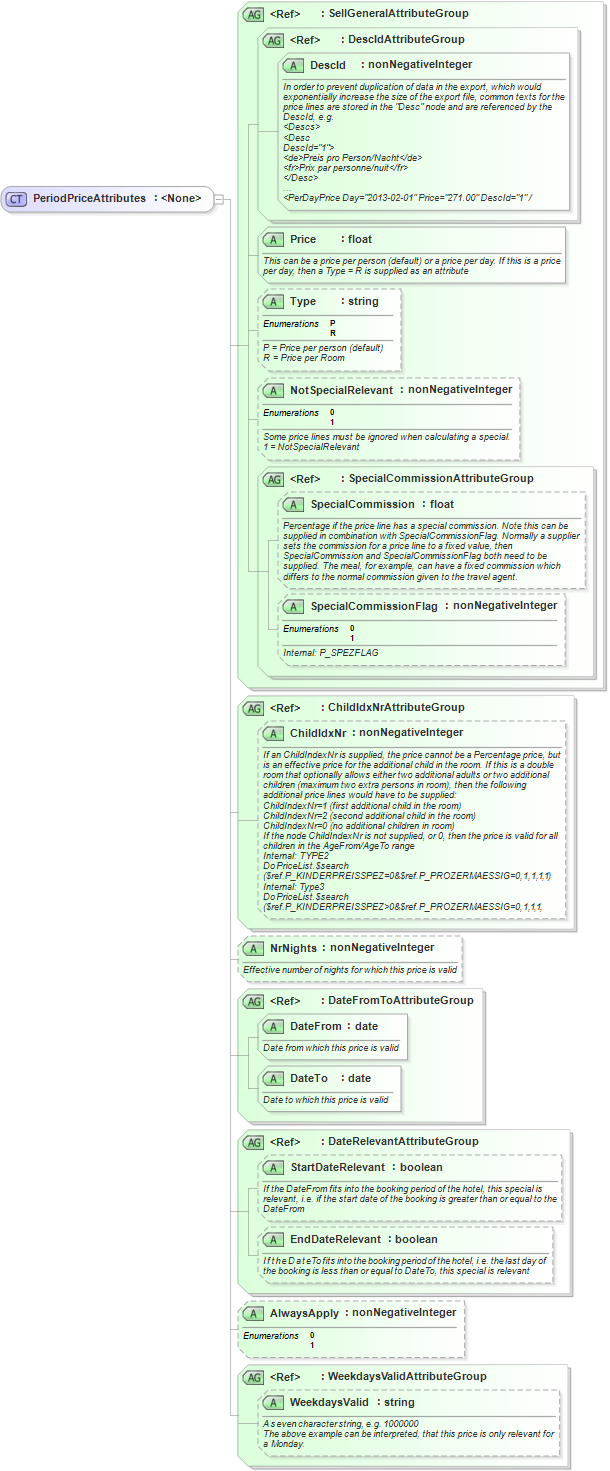 AG <Ref> : SellGeneralAttributeGroup
AG <Ref> : DescIdAttributeGroup
A DescId : nonNegativeInteger
In order to prevent duplication of data in the export, which would
exponentially increase the size of the export file, common texts for the
price lines are stored in the "Desc" node and are referenced by the
DescId, e.g.
<Descs>
<Desc
DescId="1">
<de>Preis pro Person/Nacht</de>
<fr>Prix par personne/nuit</fr>
</Desc>
...
<PerDayPrice Day="2013-02-01" Price="271.00" DescId="1" /
CT PeriodPriceAttributes : <None>
A Price : float
This can be a price per person (default) or a price per day. If this is a price
per day, then a Type = R is supplied as an attribute
A Type : string
Enumerations P
R
P = Price per person (default)
R = Price per Room
A NotSpecialRelevant : nonNegativeInteger
Enumerations 0
1
Some price lines must be ignored when calculating a special.
1 = NotSpecialRelevant
AG <Ref> : SpecialCommissionAttributeGroup
A SpecialCommission : float
Percentage if the price line has a special commission. Note this can be
supplied in combination with SpecialCommissionFlag. Normally a supplier
sets the commission for a price line to a fixed value, then
SpecialCommission and SpecialCommissionFlag both need to be
supplied. The meal, for example, can have a fixed commission which
differs to the normal commission given to the travel agent.
A SpecialCommissionFlag : nonNegativeInteger
Enumerations 0
1
Internal: P_SPEZFLAG
AG <Ref> : ChildIdxNrAttributeGroup
A ChildIdxNr : nonNegativeInteger
If an ChildIndexNr is supplied, the price cannot be a Percentage price, but
is an effective price for the additional child in the room. If this is a double
room that optionally allows either two additional adults or two additional
children (maximum two extra persons in room), then the following
additional price lines would have to be supplied:
ChildIndexNr=1 (first additional child in the room)
ChildIndexNr=2 (second additional child in the room)
ChildIndexNr=0 (no additional children in room)
If the node ChildIndexNr is not supplied, or 0, then the price is valid for all
children in the AgeFrom/AgeTo range
Internal: TYPE2
Do PriceList.$search
($ref.P_KINDERPREISSPEZ=0&$ref.P_PROZERMAESSIG=0,1,1,1,1)
Internal: Type3
Do PriceList.$search
($ref.P_KINDERPREISSPEZ>0&$ref.P_PROZERMAESSIG=0,1,1,1,
A NrNights : nonNegativeInteger
Effective number of nights for which this price is valid
AG <Ref> : DateFromToAttributeGroup
A DateFrom : date
Date from which this price is valid
A DateTo : date
Date to which this price is valid
AG <Ref> : DateRelevantAttributeGroup
A StartDateRelevant : boolean
If the DateFrom fits into the booking period of the hotel, this special is
relevant, i.e. if the start date of the booking is greater than or equal to the
DateFrom
A EndDateRelevant : boolean
If the DateTo fits into the booking period of the hotel, i.e. the last day of
the booking is less than or equal to DateTo, this special is relevant
A AlwaysApply : nonNegativeInteger
Enumerations 0
1
AG <Ref> : WeekdaysValidAttributeGroup
A WeekdaysValid : string
A seven character string, e.g. 1000000
The above example can be interpreted, that this price is only relevant for
a Monday.